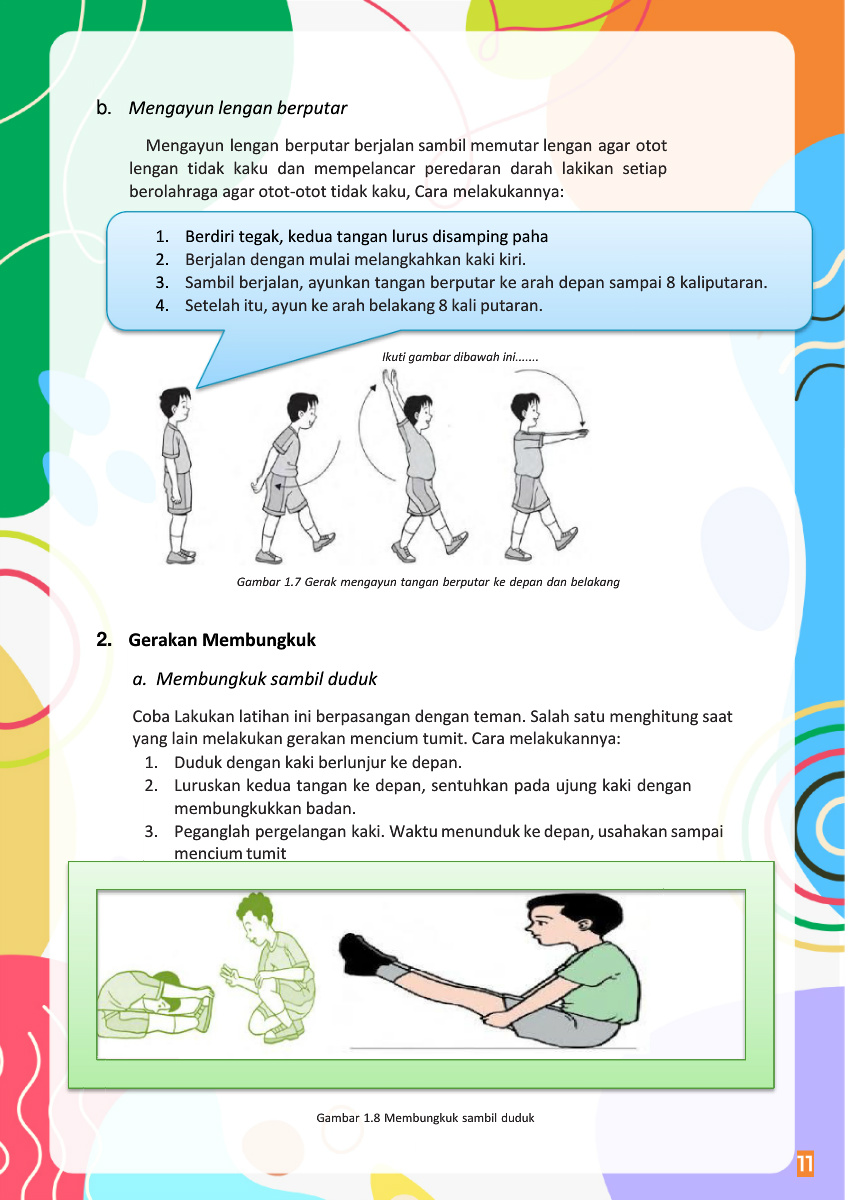 b. Mengayun lengan berputar
Mengayun lengan berputar berjalan sambil memutar lengan agar otot
lengan tidak kaku dan mempelancar peredaran darah lakikan setiap
berolahraga agar otot-otot tidak kaku, Cara melakukannya:
1. Berdiri tegak, kedua tangan lurus disamping paha
2. Berjalan dengan mulai melangkahkan kaki kiri.
3. Sambil berjalan, ayunkan tangan berputar ke arah depan sampai 8 kaliputaran.
4. Setelah itu, ayun ke arah belakang 8 kali putaran.
Ikuti gambar dibawah ini.......
Gambar 1.7 Gerak mengayun tangan berputar ke depan dan belakang
2. Gerakan Membungkuk
a. Membungkuk sambil duduk
Coba Lakukan latihan ini berpasangan dengan teman. Salah satu menghitung saat
yang lain melakukan gerakan mencium tumit. Cara melakukannya:
1. Duduk dengan kaki berlunjur ke depan.
2. Luruskan kedua tangan ke depan, sentuhkan pada ujung kaki dengan
membungkukkan badan.
3. Peganglah pergelangan kaki. Waktu menunduk ke depan, usahakan sampai
mencium tumit
Gambar 1.8 Membungkuk sambil duduk
11